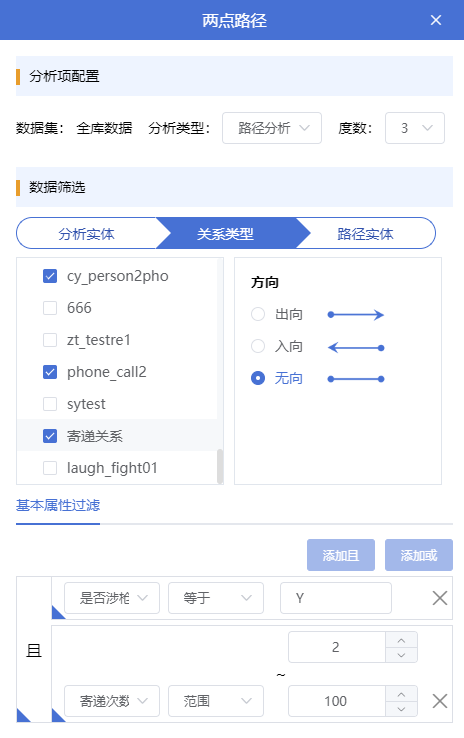 两点路径
分析项配置
数据集： 全库数据 分析类型： 路径分析 度数： 3
数据筛选
分析实体 关系类型 路径实体
cy_person2pho
666
zt_testre1
phone_call2
sytest
寄递关系
laugh_fight01
方向
出向
入向
无向
基本属性过滤
添加且 添加或
且
是否涉枪 等于 Y
2
~
寄递次数 范围 100